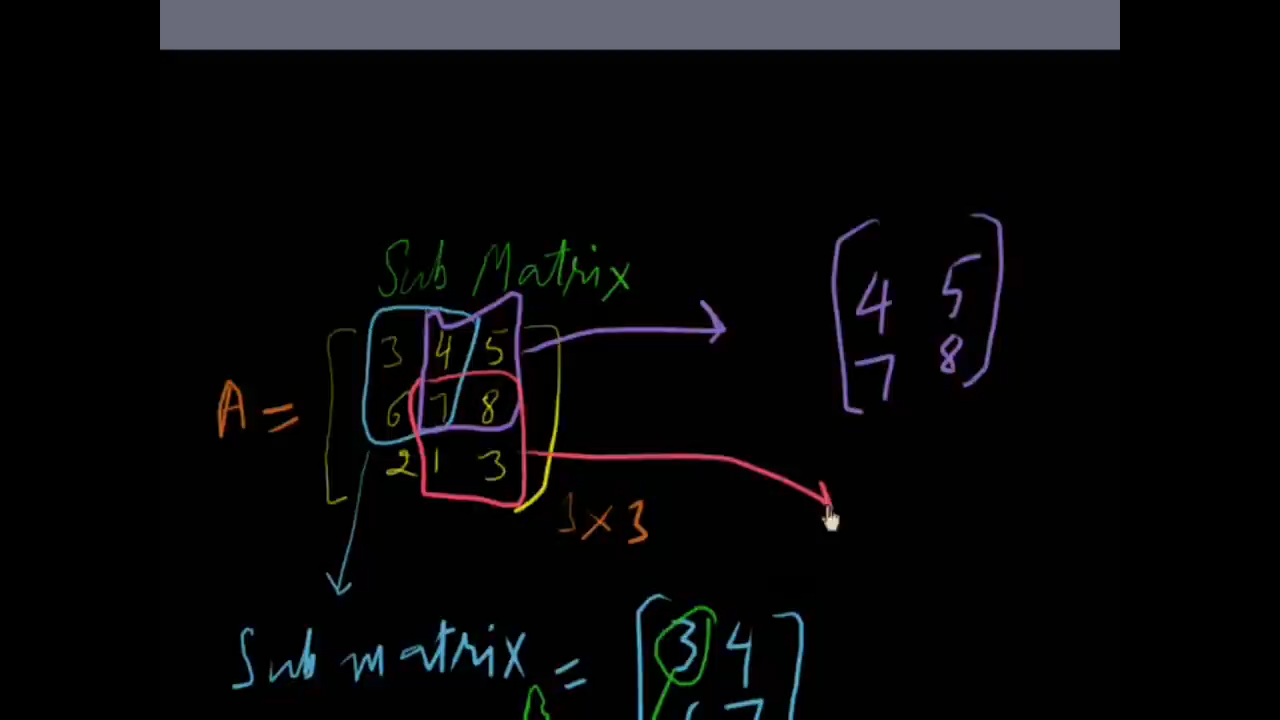 Sub Matrix
3 4 5
A = 6 7 8
2 1 3
3 × 3
4 5
7 8
Sub matrix = 3 4
7